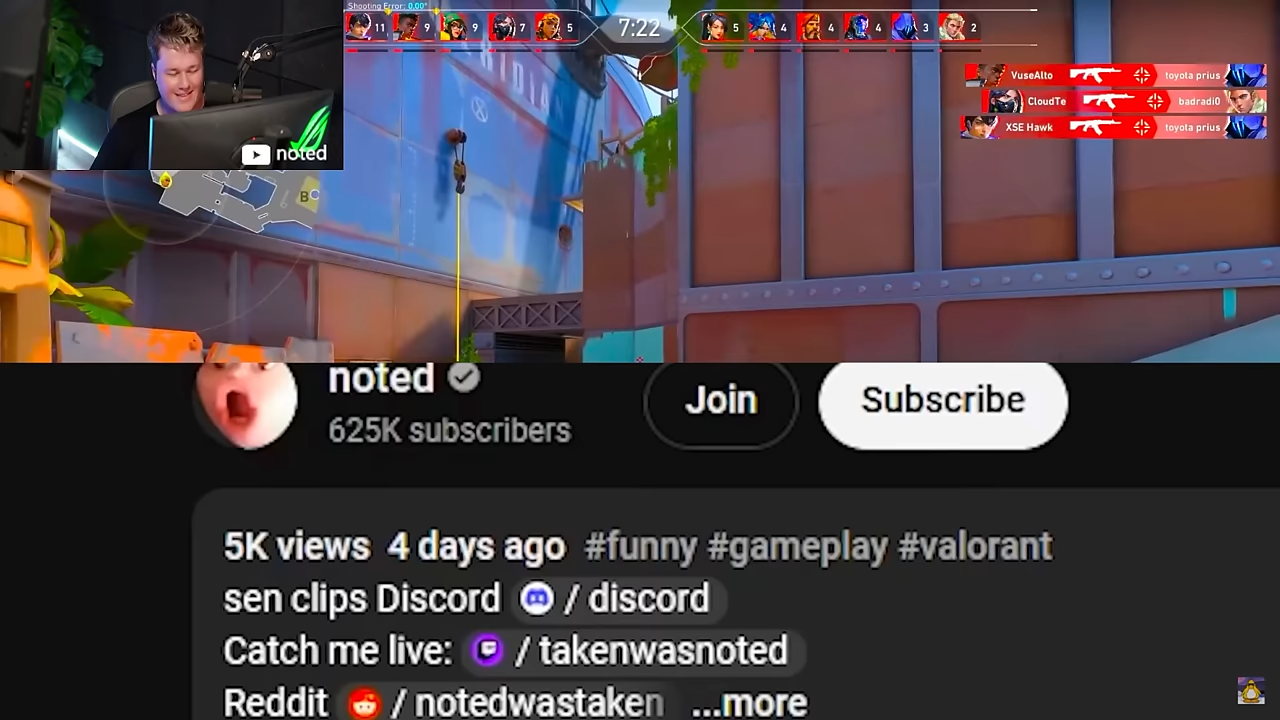 Shooting Error: 0.00°
11 9 9 7 5 7:22 5 4 4 4 3 2
VuseAlto toyota prius
CloudTe badradi0
XSE Hawk toyota prius
noted
B C
noted
625K subscribers
Join
Subscribe
5K views 4 days ago #funny #gameplay #valorant
sen clips Discord / discord
Catch me live: / takenwasnoted
Reddit / notedwastaken ...more